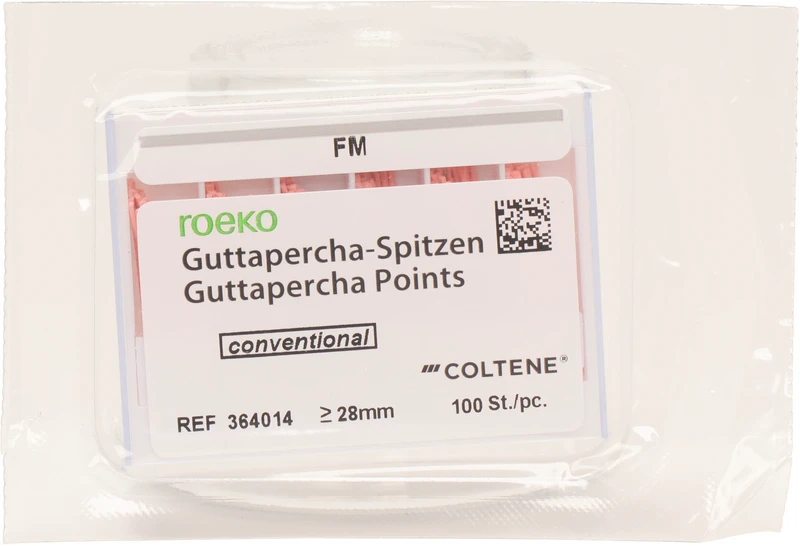 FM
roeko
Guttapercha-Spitzen
Guttapercha Points
conventional
COLTENE®
REF 364014 ≥ 28mm 100 St./pc.